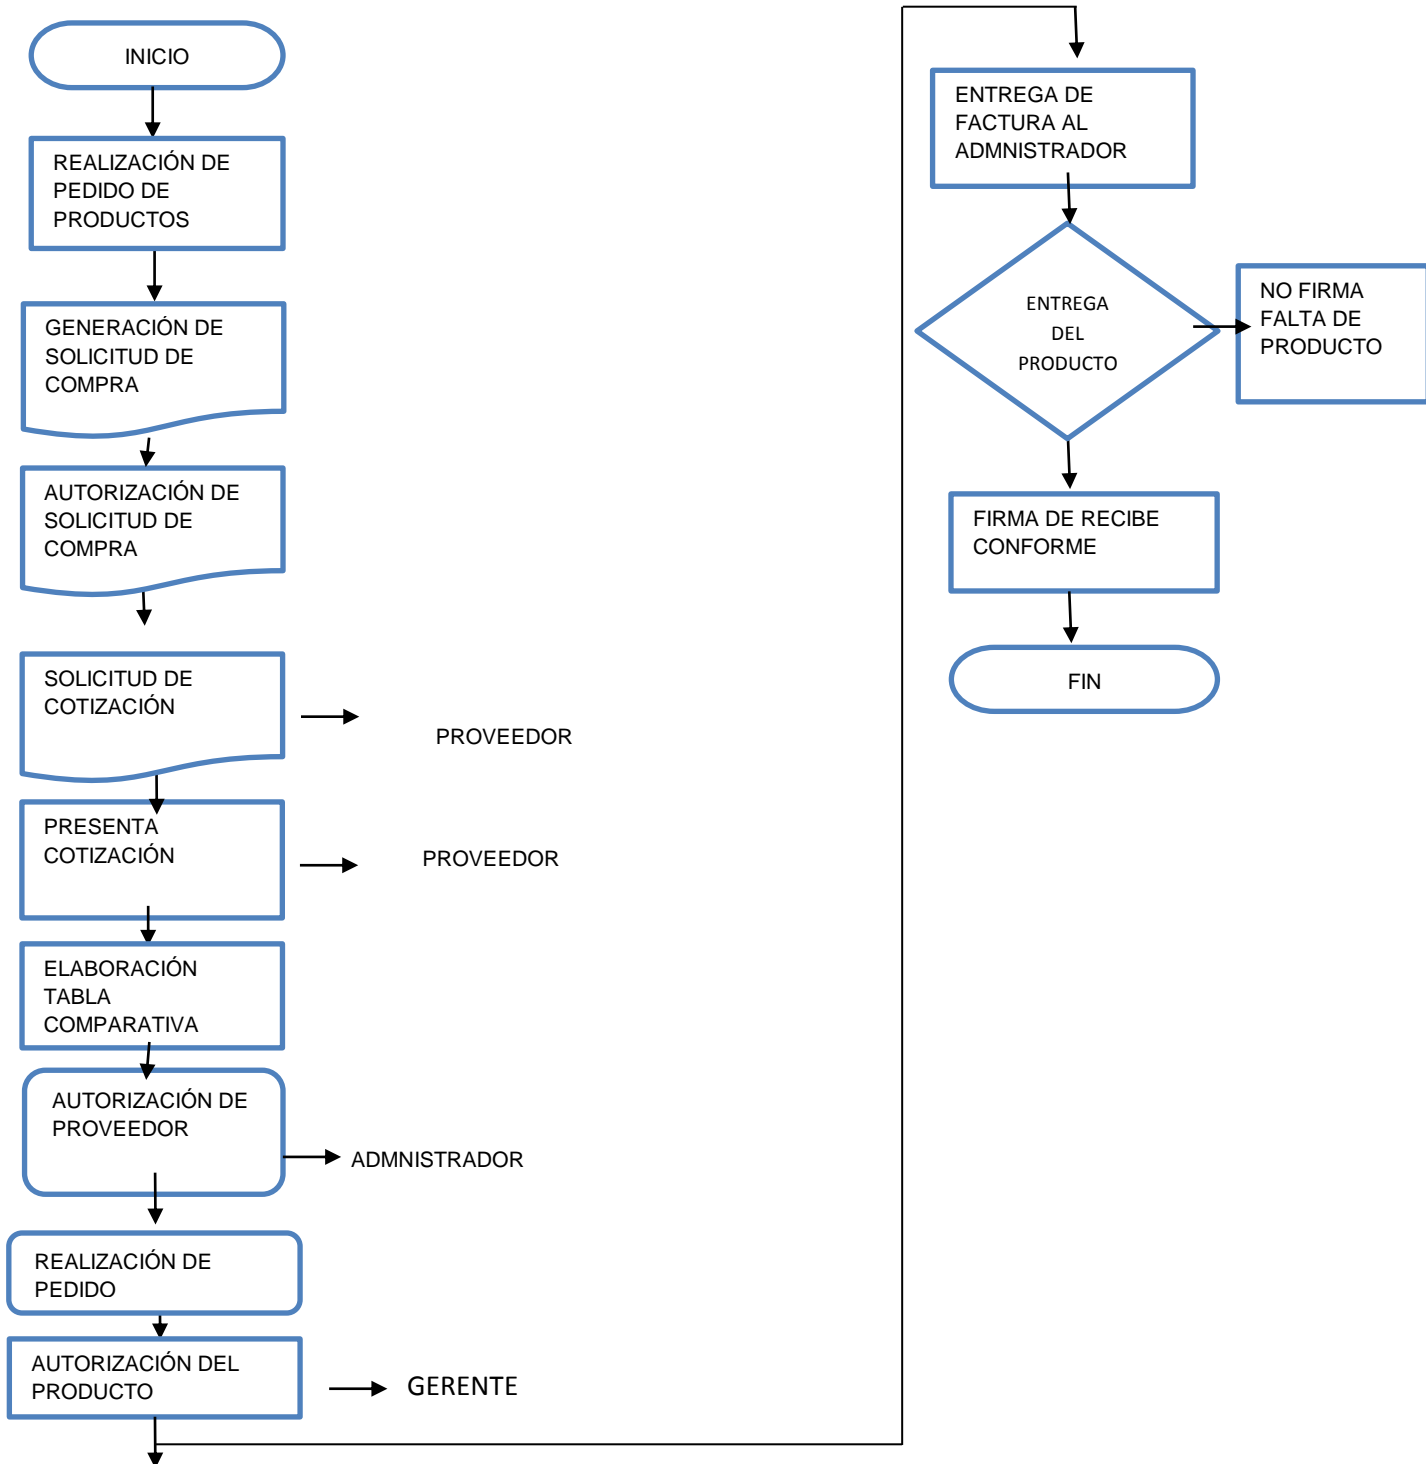 INICIO
REALIZACIÓN DE
PEDIDO DE
PRODUCTOS
GENERACIÓN DE
SOLICITUD DE
COMPRA
AUTORIZACIÓN DE
SOLICITUD DE
COMPRA
SOLICITUD DE
COTIZACIÓN
PROVEEDOR
PRESENTA
COTIZACIÓN
PROVEEDOR
ELABORACIÓN
TABLA
COMPARATIVA
AUTORIZACIÓN DE
PROVEEDOR
ADMNISTRADOR
REALIZACIÓN DE
PEDIDO
AUTORIZACIÓN DEL
PRODUCTO
GERENTE
ENTREGA DE
FACTURA AL
ADMNISTRADOR
ENTREGA
DEL
PRODUCTO
NO FIRMA
FALTA DE
PRODUCTO
FIRMA DE RECIBE
CONFORME
FIN